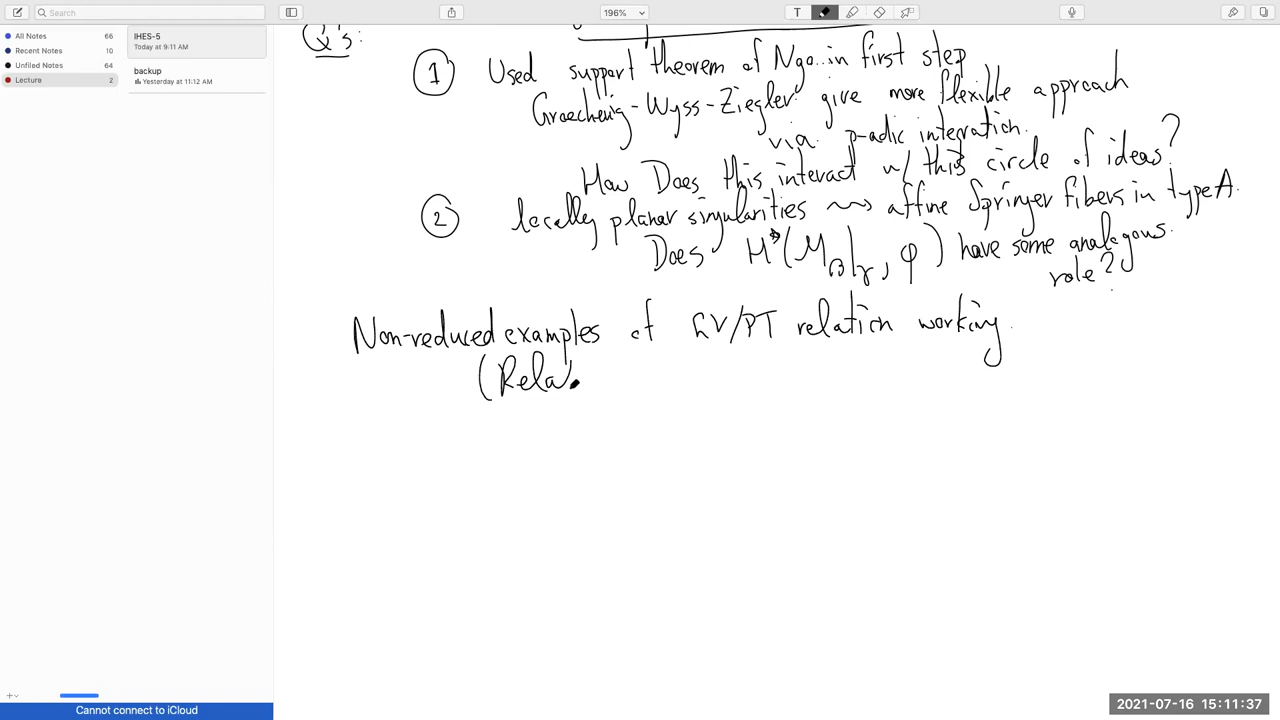 Search
196%
All Notes 66
Recent Notes 10
Unfiled Notes 64
Lecture 2
IHES-5
Today at 9:11 AM
backup
Yesterday at 11:12 AM
Q's:
1 Used support theorem of Ngo in first step
Groechenig-Wyss-Ziegler give more flexible approach
via p-adic integration.
How Does this interact w/ this circle of ideas?
2 locally planar singularities ⇝ affine Springer fibers in type A.
Does H*(M_β|_γ, φ) have some analogous
role?
Non-reduced examples of GV/PT relation working.
(Rela
Cannot connect to iCloud
2021-07-16 15:11:37